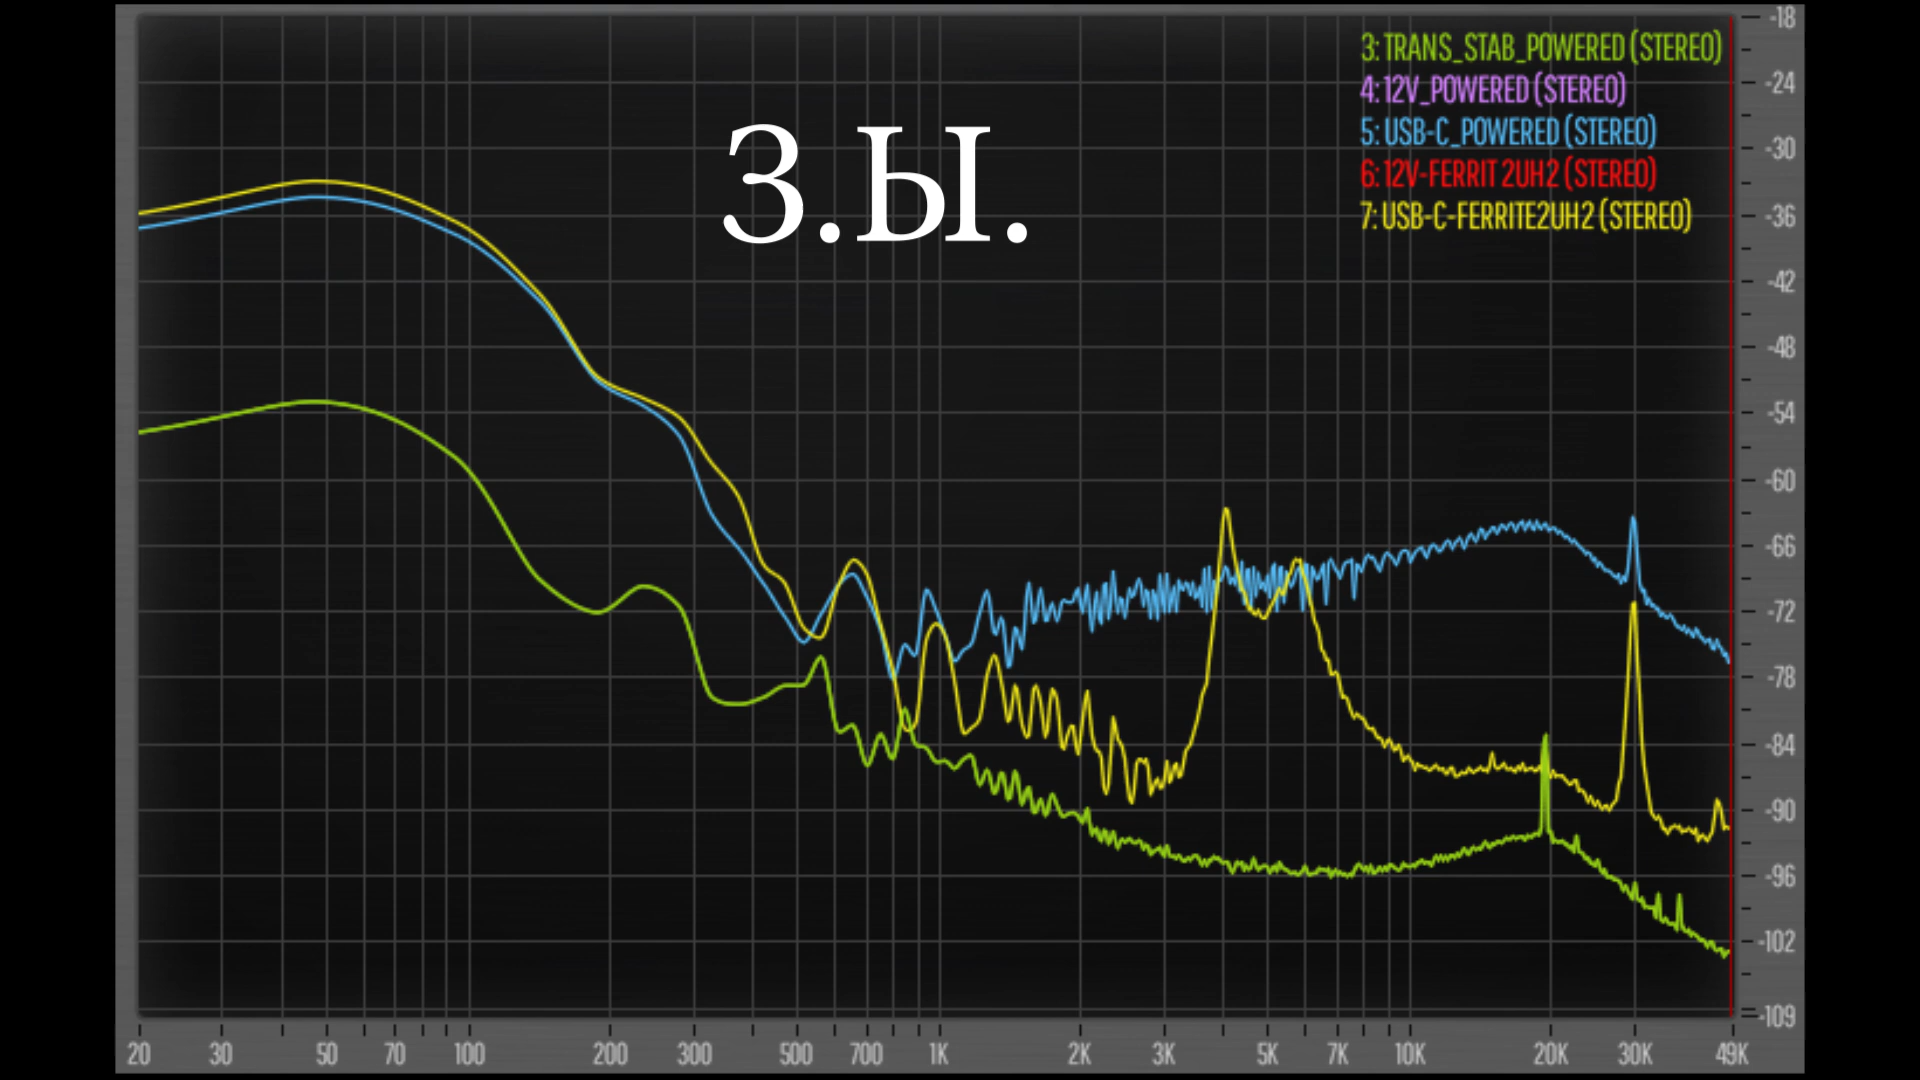 3: TRANS_STAB_POWERED (STEREO)
4: 12V_POWERED (STEREO)
5: USB-C_POWERED (STEREO)
6: 12V-FERRIT 2UH2 (STEREO)
7: USB-C-FERRITE2UH2 (STEREO)
З.Ы.
-18
-24
-30
-36
-42
-48
-54
-60
-66
-72
-78
-84
-90
-96
-102
-109
20 30 50 70 100 200 300 500 700 1K 2K 3K 5K 7K 10K 20K 30K 49K